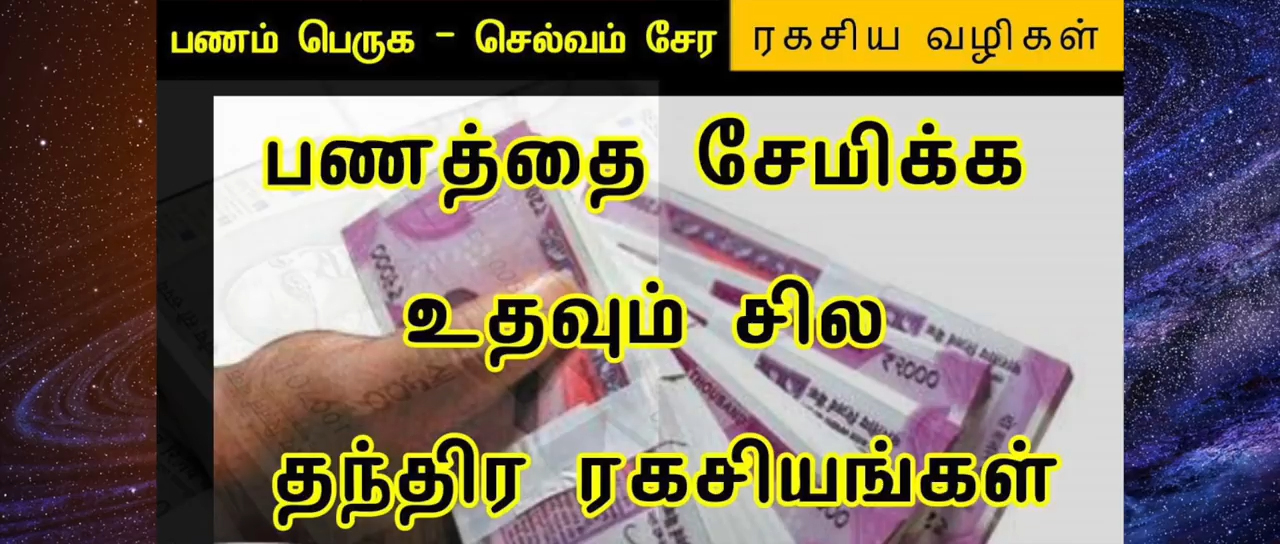 பணம் பெருக - செல்வம் சேர ரகசிய வழிகள்
பணத்தை சேமிக்க
உதவும் சில
தந்திர ரகசியங்கள்